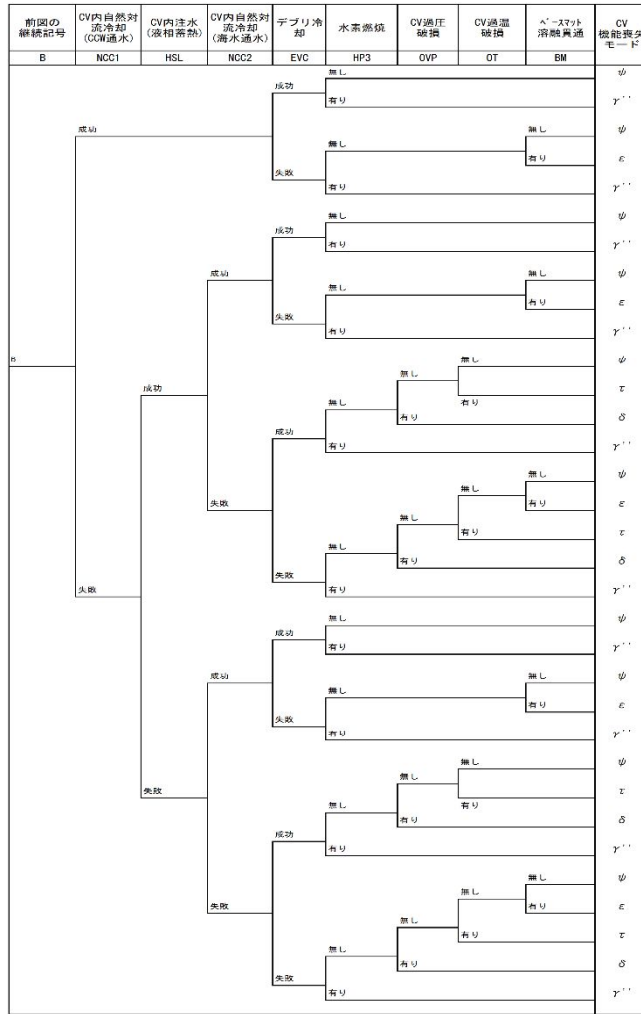 前図の
継続記号
CV内自然対
流冷却
(CCW通水)
CV内注水
(液相蓄熱)
CV内自然対
流冷却
(海水通水)
デブリ冷
却
水素燃焼
CV過圧
破損
CV過温
破損
ベースマット
溶融貫通
CV
機能喪失
モード
B NCC1 HSL NCC2 EVC HP3 OVP OT BM
無し ψ
成功
有り γ''
成功
無し ψ
無し
有り ε
失敗
有り γ''
無し ψ
成功
有り γ''
成功
無し ψ
無し
有り ε
失敗
有り γ''
B
無し ψ
無し
有り τ
成功
無し
有り δ
成功
有り γ''
無し ψ
無し
有り ε
失敗
無し
有り τ
無し
有り δ
失敗
失敗
有り γ''
無し ψ
成功
有り γ''
成功
無し ψ
無し
有り ε
失敗
有り γ''
無し ψ
無し
有り τ
失敗
無し
有り δ
成功
有り γ''
無し ψ
無し
有り ε
失敗
無し
有り τ
無し
有り δ
失敗
有り γ''